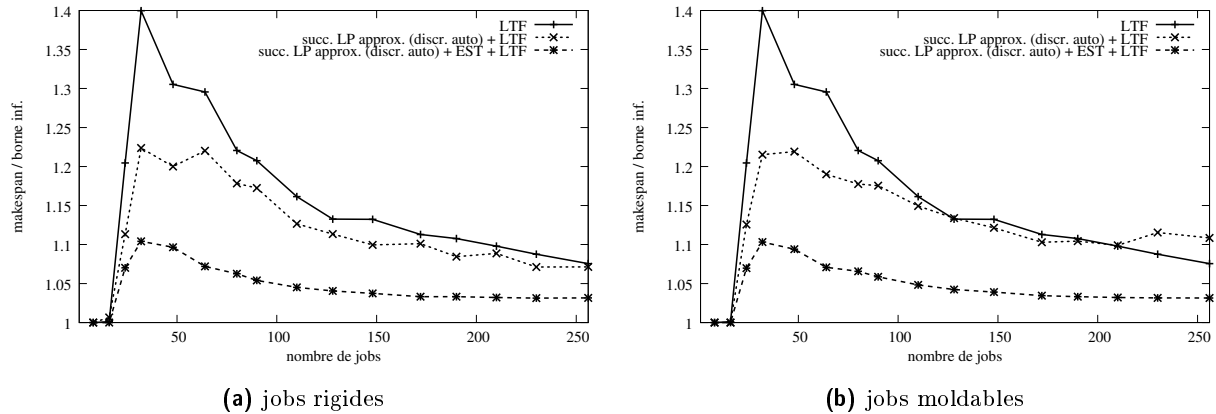 1.4
1.35
1.3
1.25
1.2
1.15
1.1
1.05
1
makespan / borne inf.
LTF
succ. LP approx. (discr. auto) + LTF
succ. LP approx. (discr. auto) + EST + LTF
50
100
150
200
250
nombre de jobs
(a) jobs rigides
1.4
1.35
1.3
1.25
1.2
1.15
1.1
1.05
1
makespan / borne inf.
LTF
succ. LP approx. (discr. auto) + LTF
succ. LP approx. (discr. auto) + EST + LTF
50
100
150
200
250
nombre de jobs
(b) jobs moldables